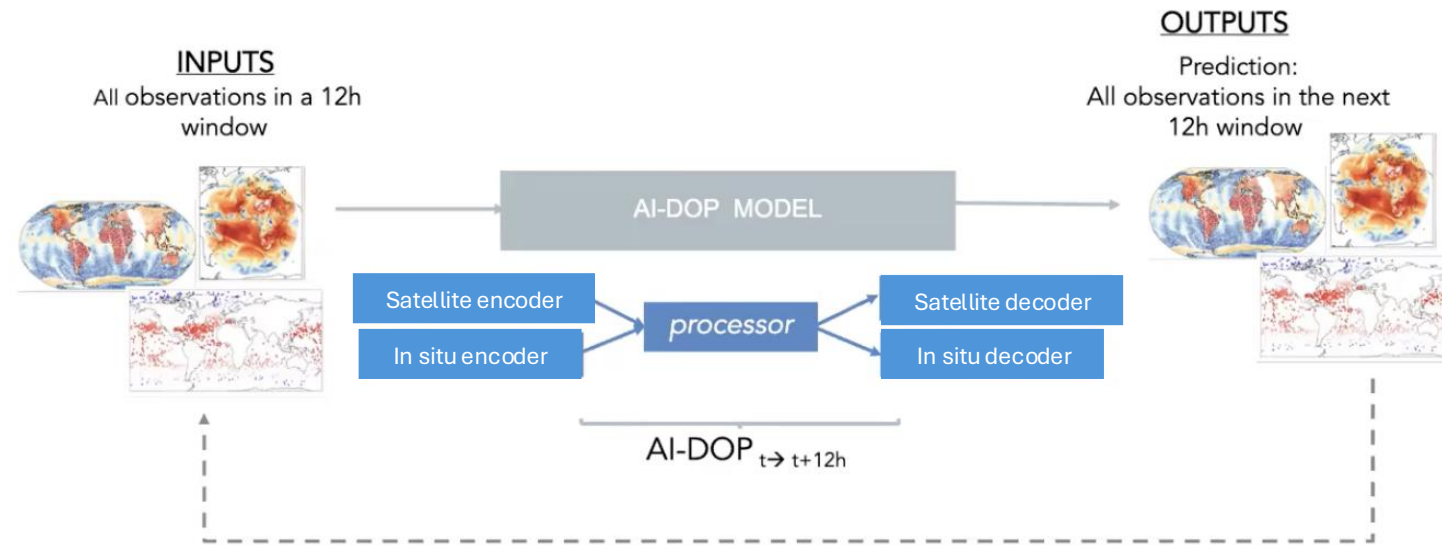 INPUTS
All observations in a 12h
window
OUTPUTS
Prediction:
All observations in the next
12h window
AI-DOP MODEL
Satellite encoder
In situ encoder
processor
Satellite decoder
In situ decoder
AI-DOP t→ t+12h